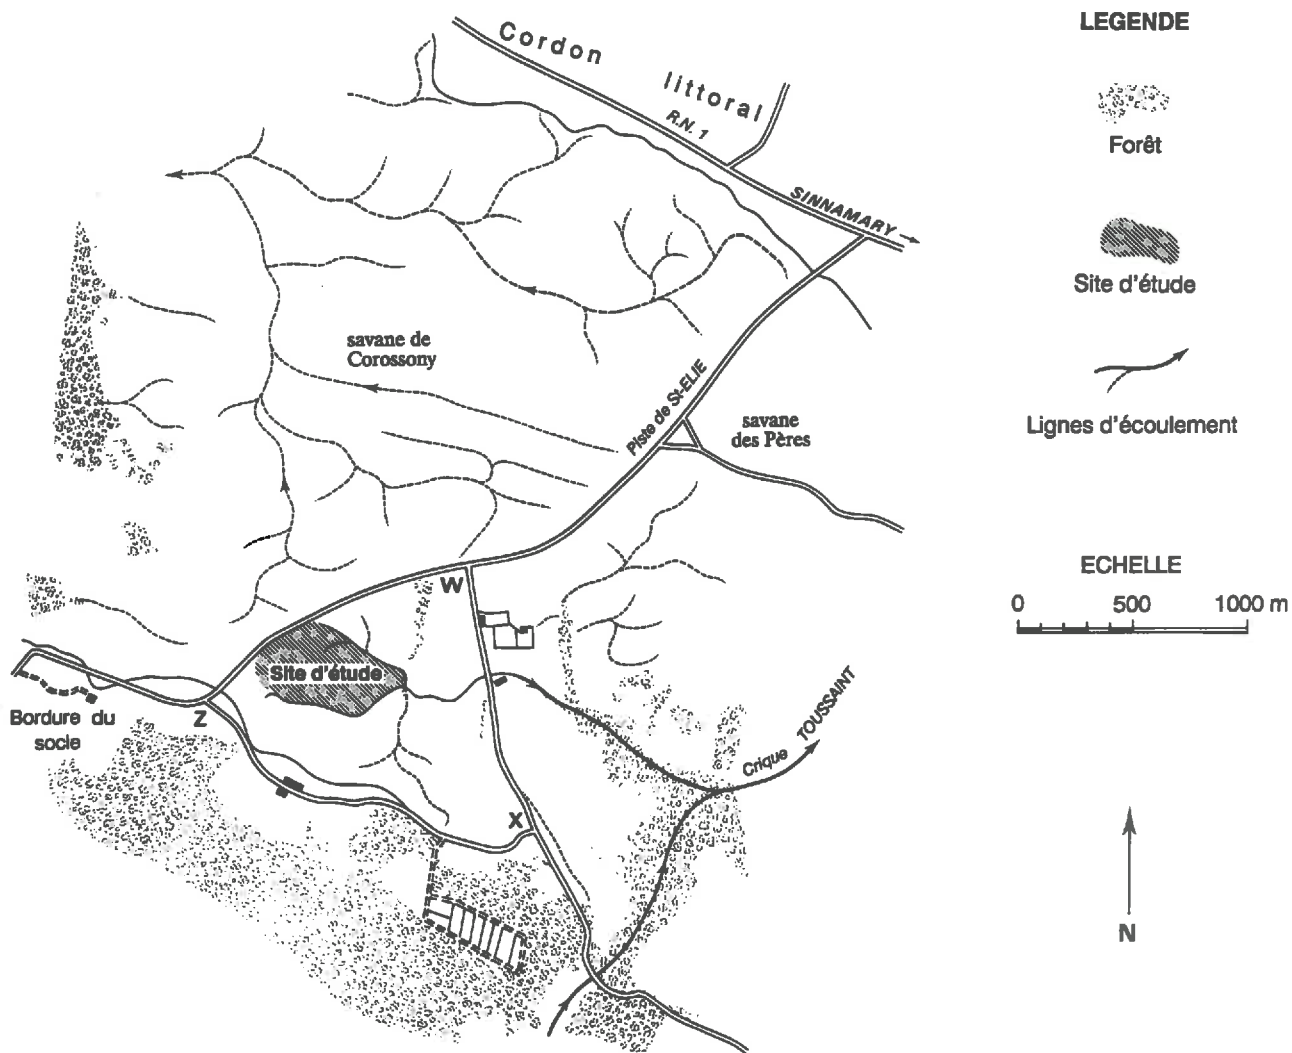 Cordon littoral
R.N. 1
SINNAMARY
savane de
Corossony
Piste de St-ELIE
savane
des Pères
W
Site d'étude
Z
Bordure du
socle
X
Crique TOUSSAINT
LEGENDE
Forêt
Site d'étude
Lignes d'écoulement
ECHELLE
0 500 1000 m
N